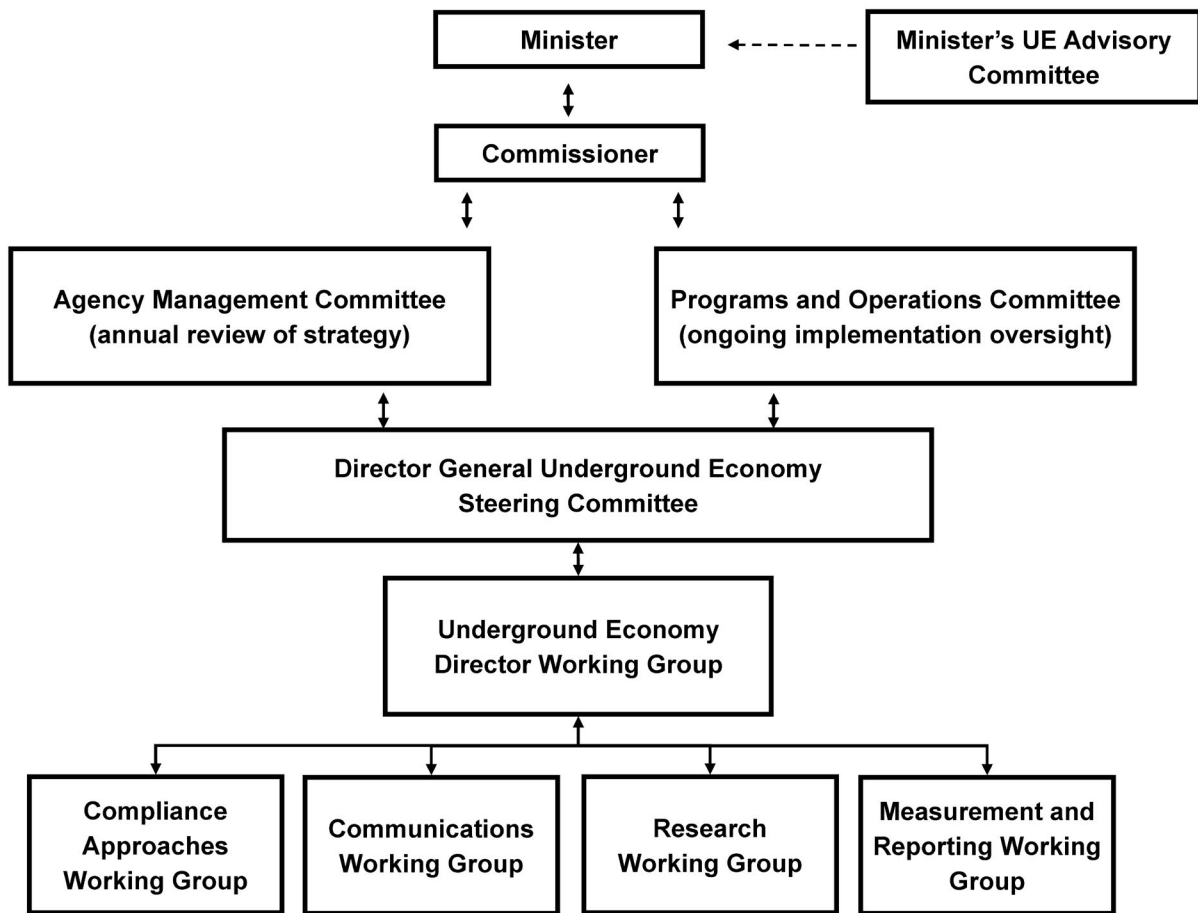 Minister
Minister’s UE Advisory
Committee
Commissioner
Agency Management Committee
(annual review of strategy)
Programs and Operations Committee
(ongoing implementation oversight)
Director General Underground Economy
Steering Committee
Underground Economy
Director Working Group
Compliance
Approaches
Working Group
Communications
Working Group
Research
Working Group
Measurement and
Reporting Working
Group